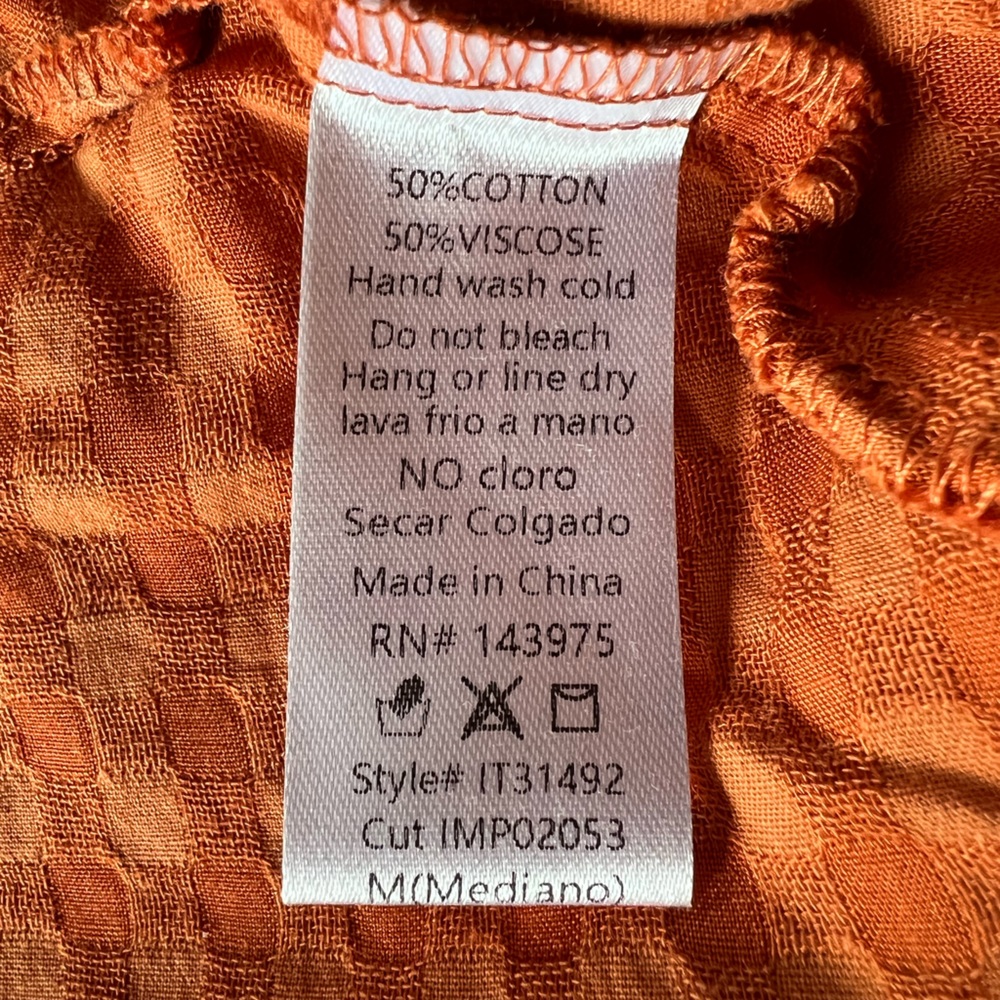 50%COTTON
50%VISCOSE
Hand wash cold
Do not bleach
Hang or line dry
lava frio a mano
NO cloro
Secar Colgado
Made in China
RN# 143975
Style# IT31492
Cut IMP02053
M(Mediano)